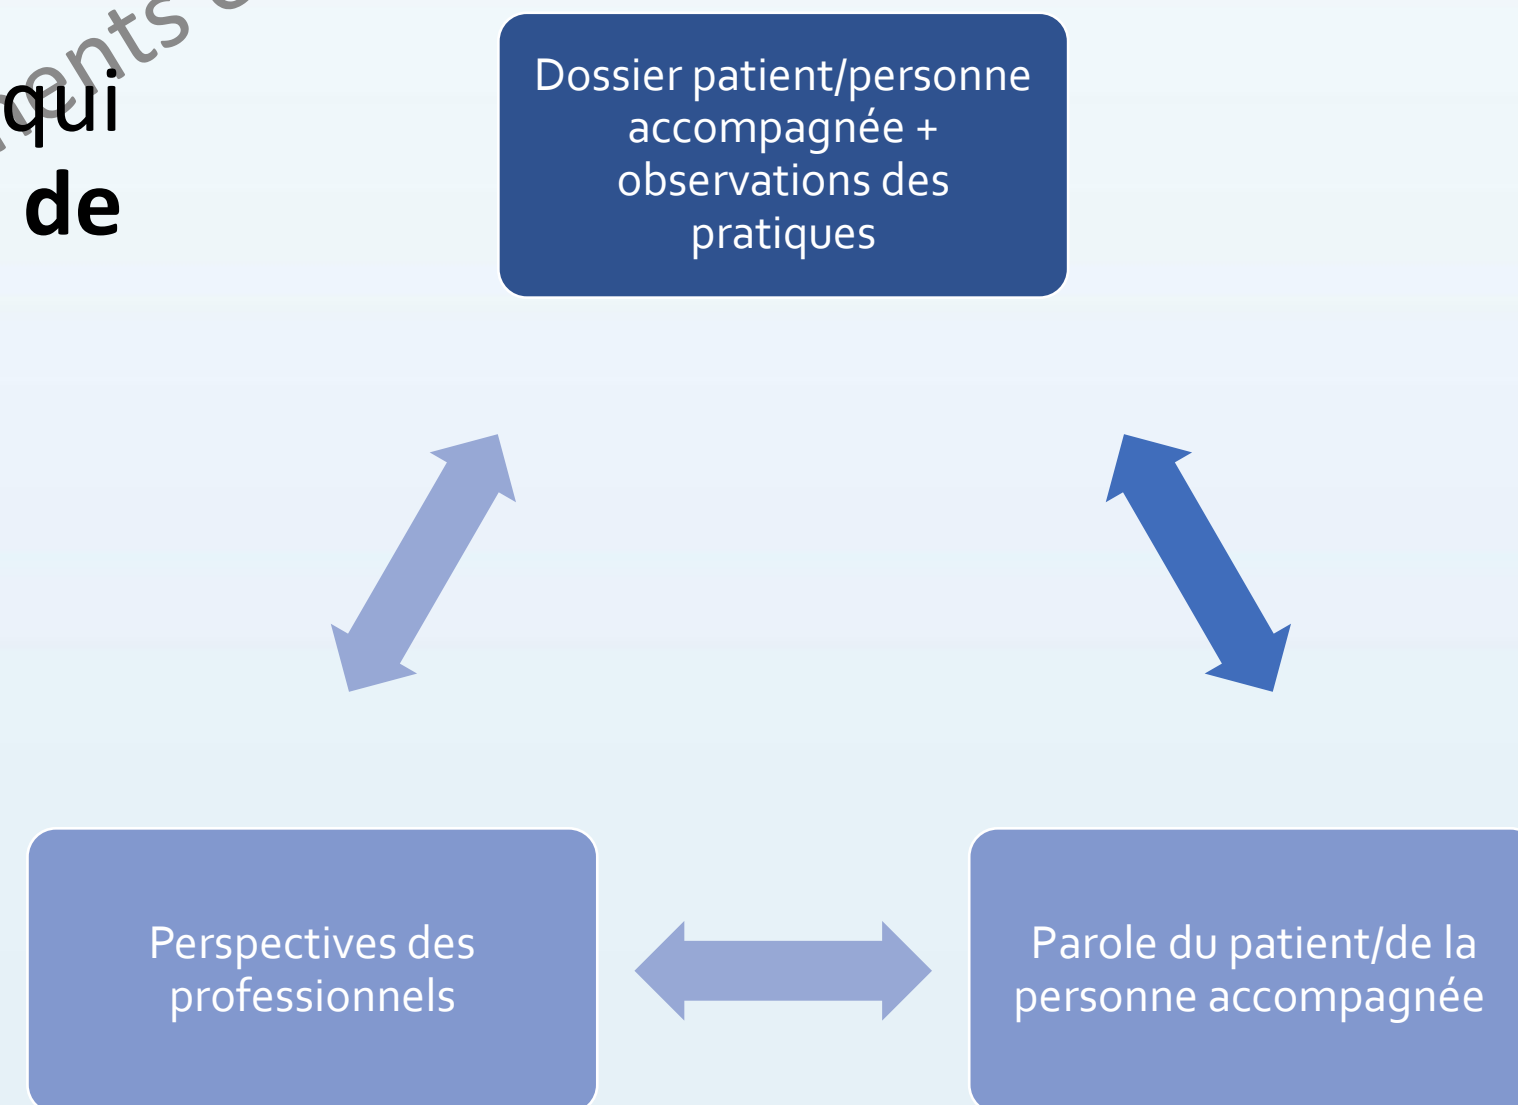 qui
de
Dossier patient/personne
accompagnée +
observations des
pratiques
Perspectives des
professionnels
Parole du patient/de la
personne accompagnée